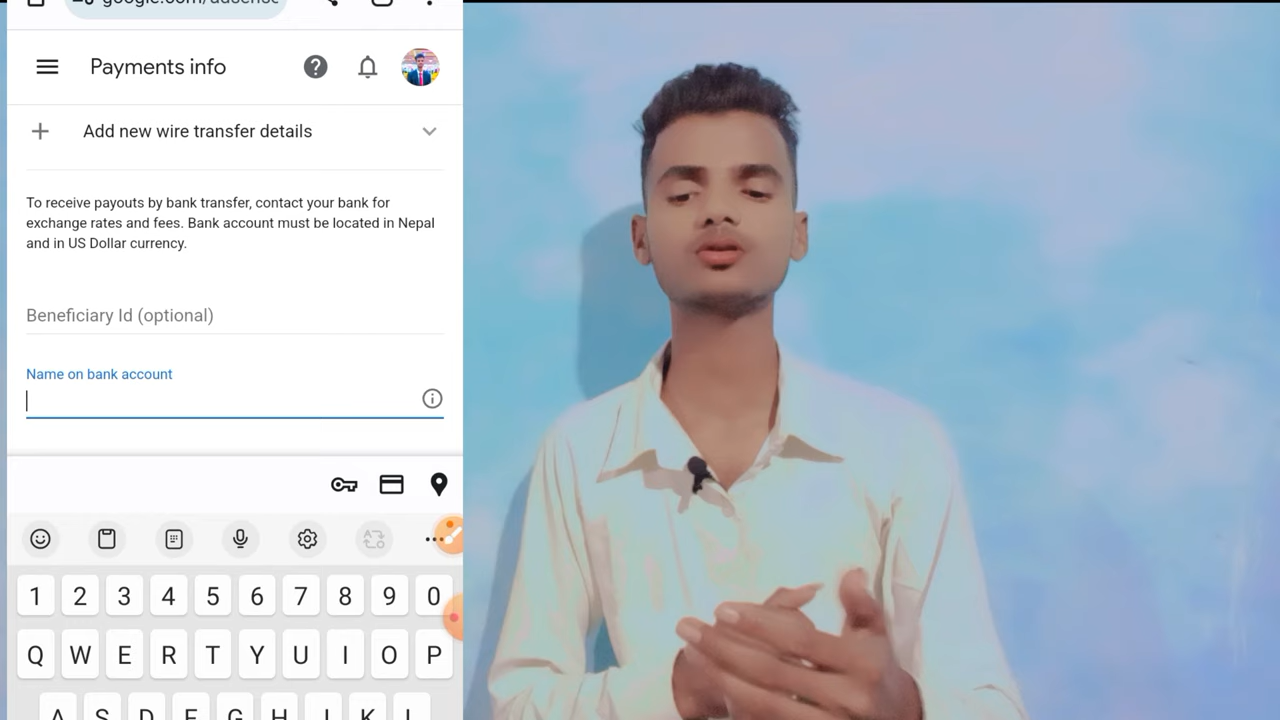 google.com/adsense
Payments info
Add new wire transfer details
To receive payouts by bank transfer, contact your bank for
exchange rates and fees. Bank account must be located in Nepal
and in US Dollar currency.
Beneficiary Id (optional)
Name on bank account
1 2 3 4 5 6 7 8 9 0
Q W E R T Y U I O P
A S D F G H J K L